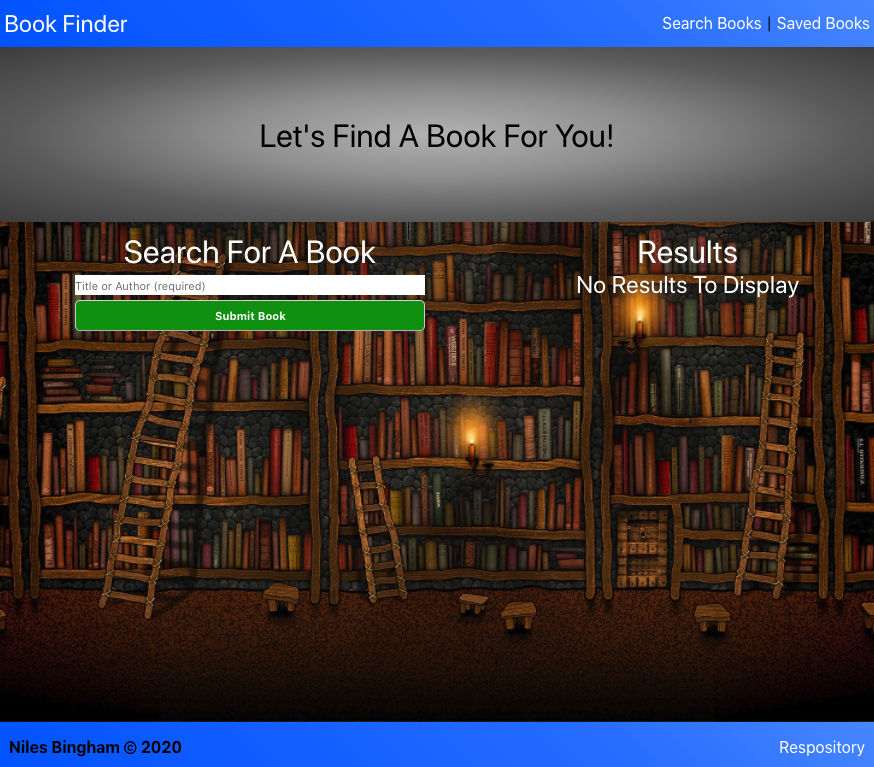 Book Finder
Search Books | Saved Books
Let's Find A Book For You!
Search For A Book
Title or Author (required)
Submit Book
Results
No Results To Display
Niles Bingham © 2020
Respository